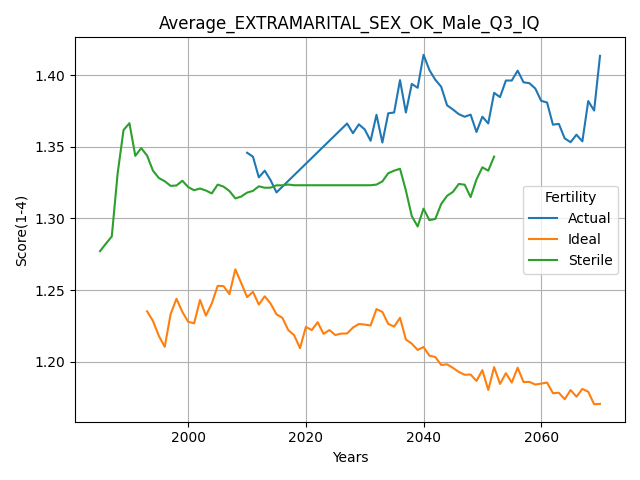 Average_EXTRAMARITAL_SEX_OK_Male_Q3_IQ
1.40
1.35
1.30
1.25
1.20
Score(1-4)
Fertility
Actual
Ideal
Sterile
2000
2020
2040
2060
Years